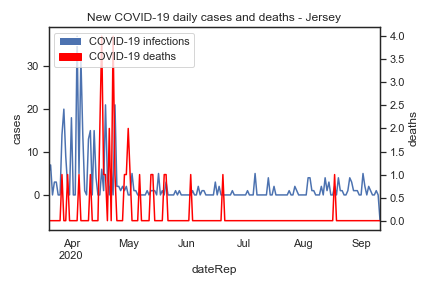 New COVID-19 daily cases and deaths - Jersey
COVID-19 infections
COVID-19 deaths
cases
30
20
10
0
4.0
3.5
3.0
2.5
2.0
1.5
1.0
0.5
0.0
deaths
Apr May Jun Jul Aug Sep
2020
dateRep